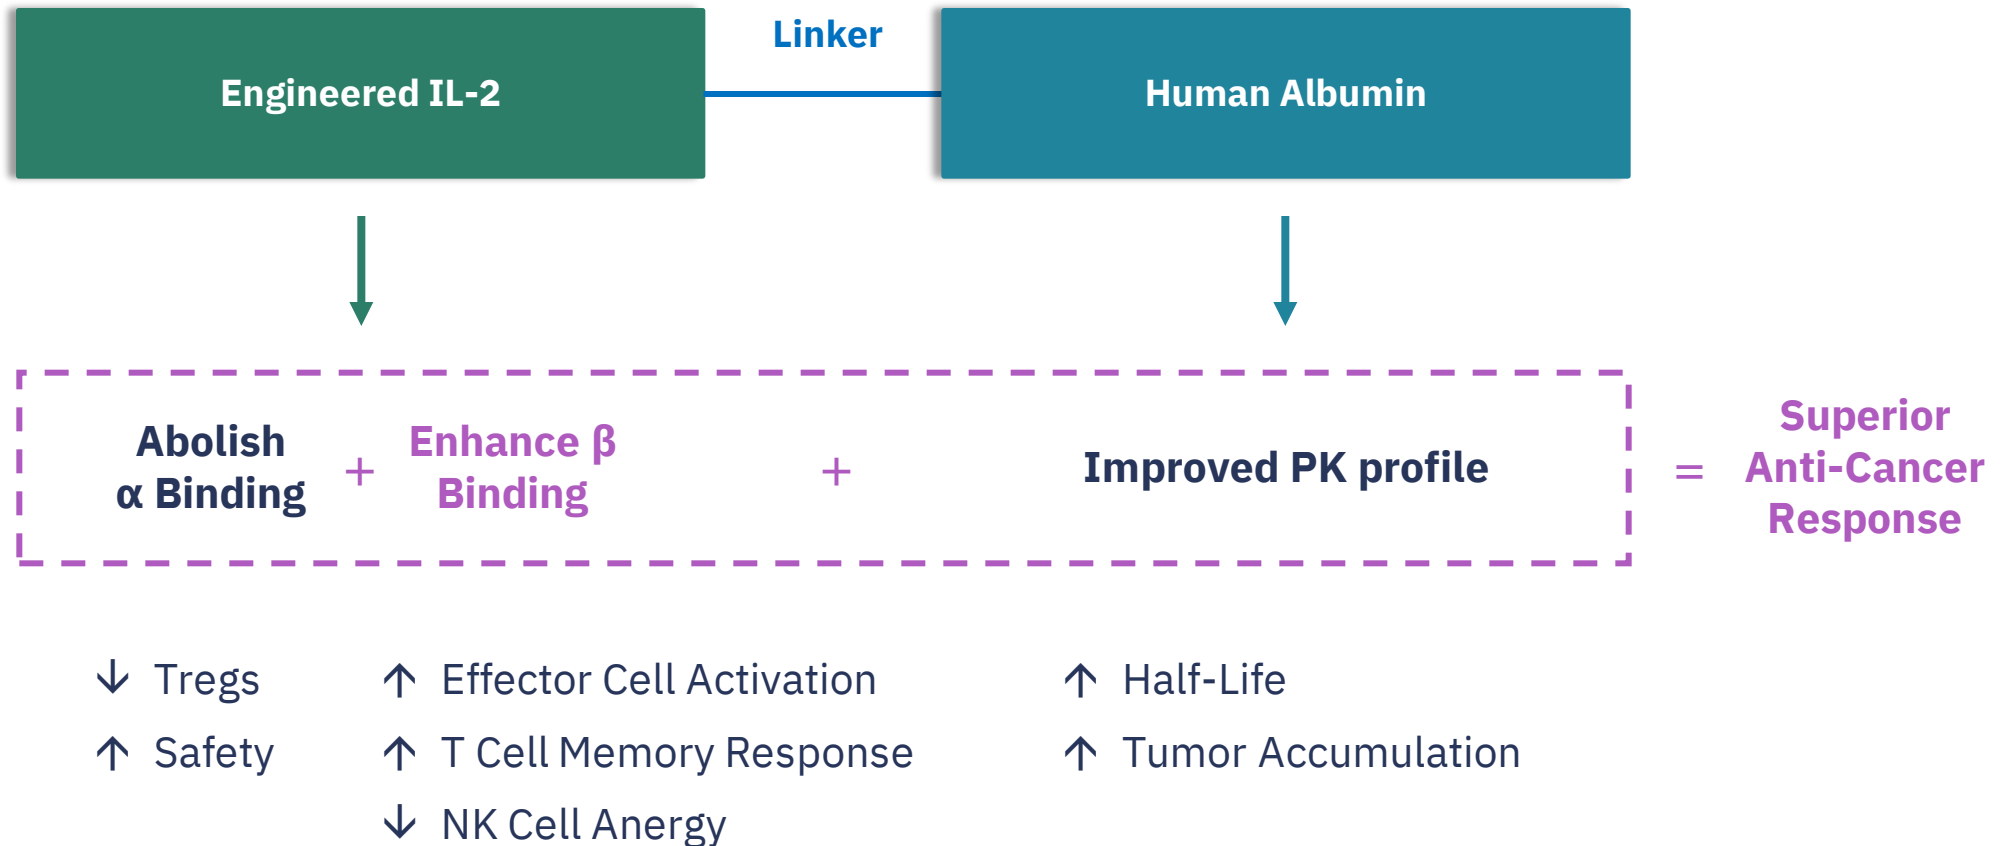 Engineered IL-2
Linker
Human Albumin
Abolish
α Binding
+
Enhance β
Binding
+
Improved PK profile
=
Superior
Anti-Cancer
Response
↓ Tregs
↑ Safety
↑ Effector Cell Activation
↑ T Cell Memory Response
↓ NK Cell Anergy
↑ Half-Life
↑ Tumor Accumulation